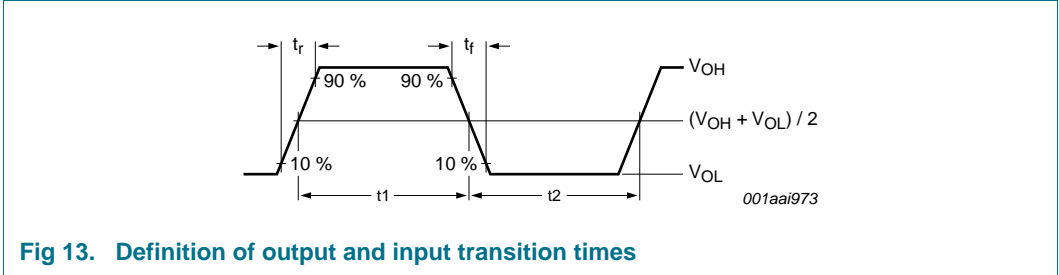 tr tf
VOH
90 % 90 %
(VOH + VOL) / 2
10 % 10 %
VOL
t1 t2
001aai973
Fig 13. Definition of output and input transition times